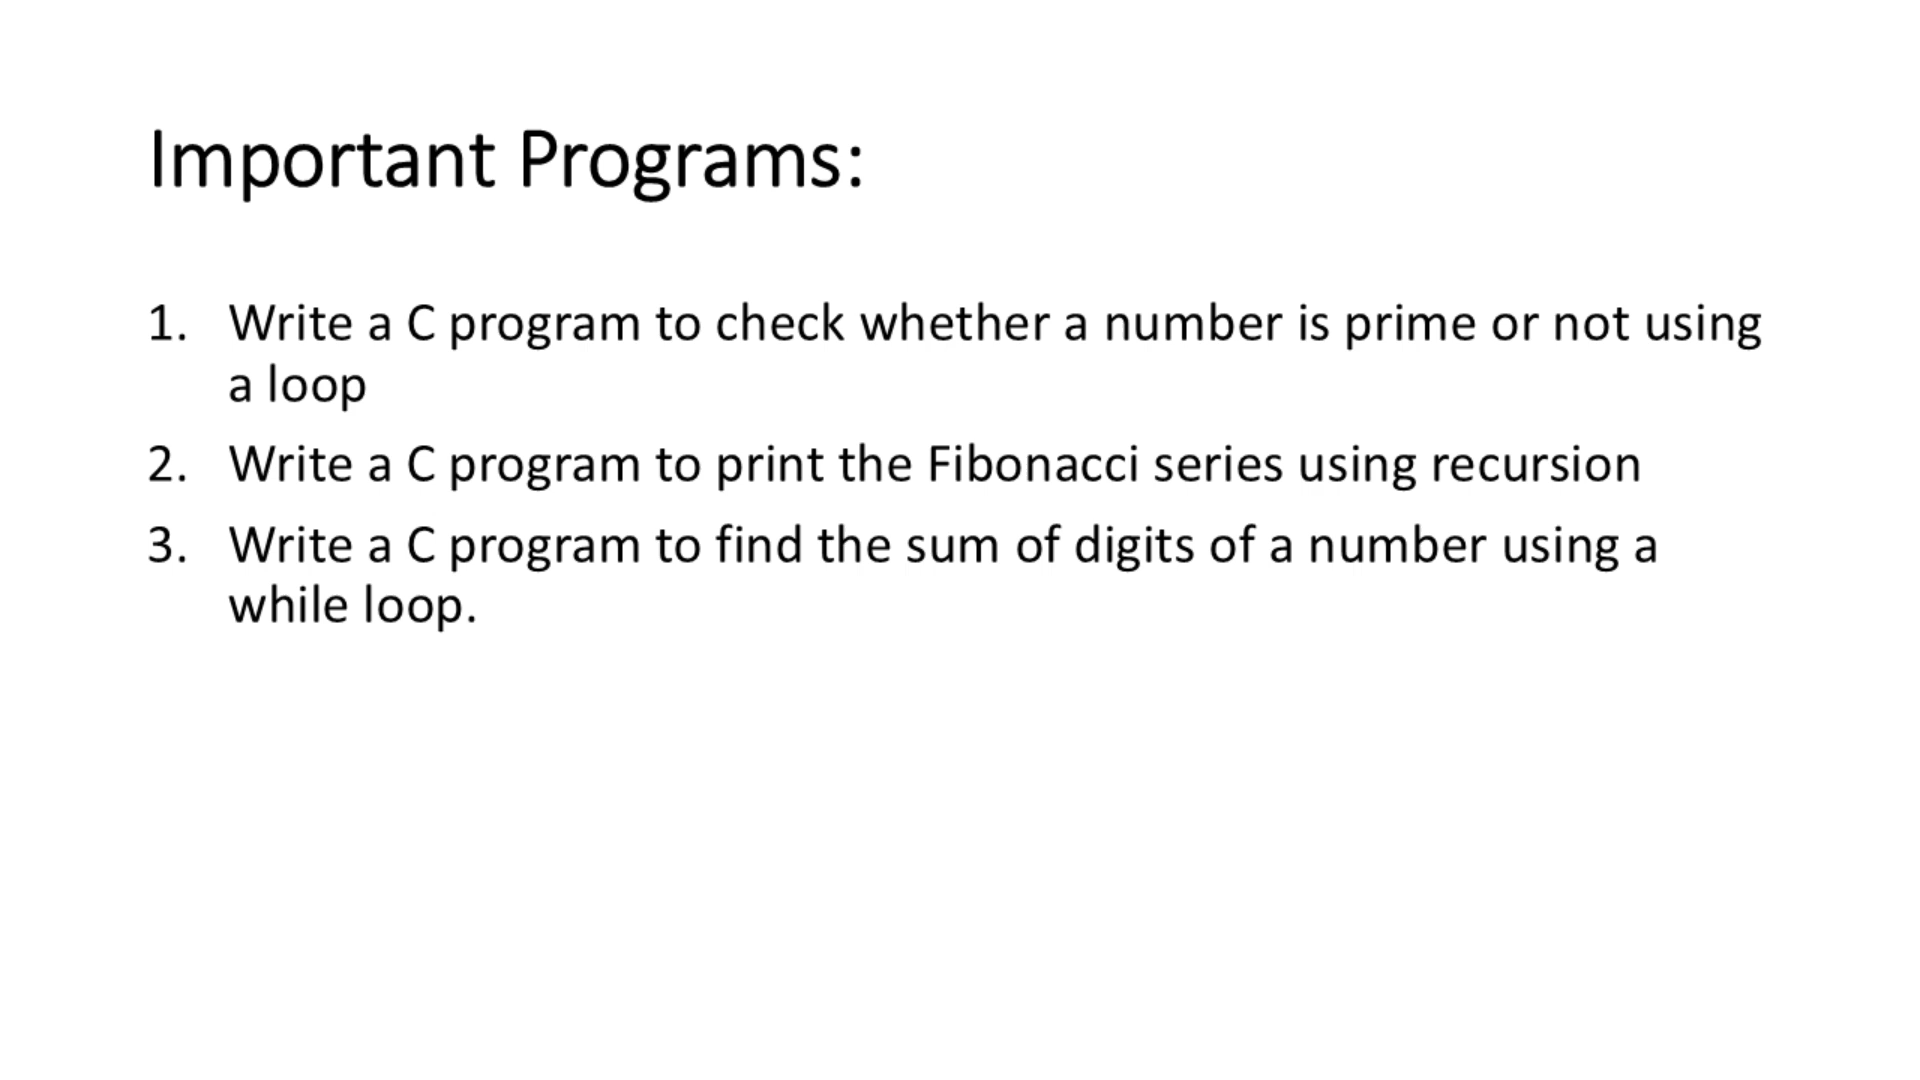 Important Programs:
1. Write a C program to check whether a number is prime or not using
a loop
2. Write a C program to print the Fibonacci series using recursion
3. Write a C program to find the sum of digits of a number using a
while loop.